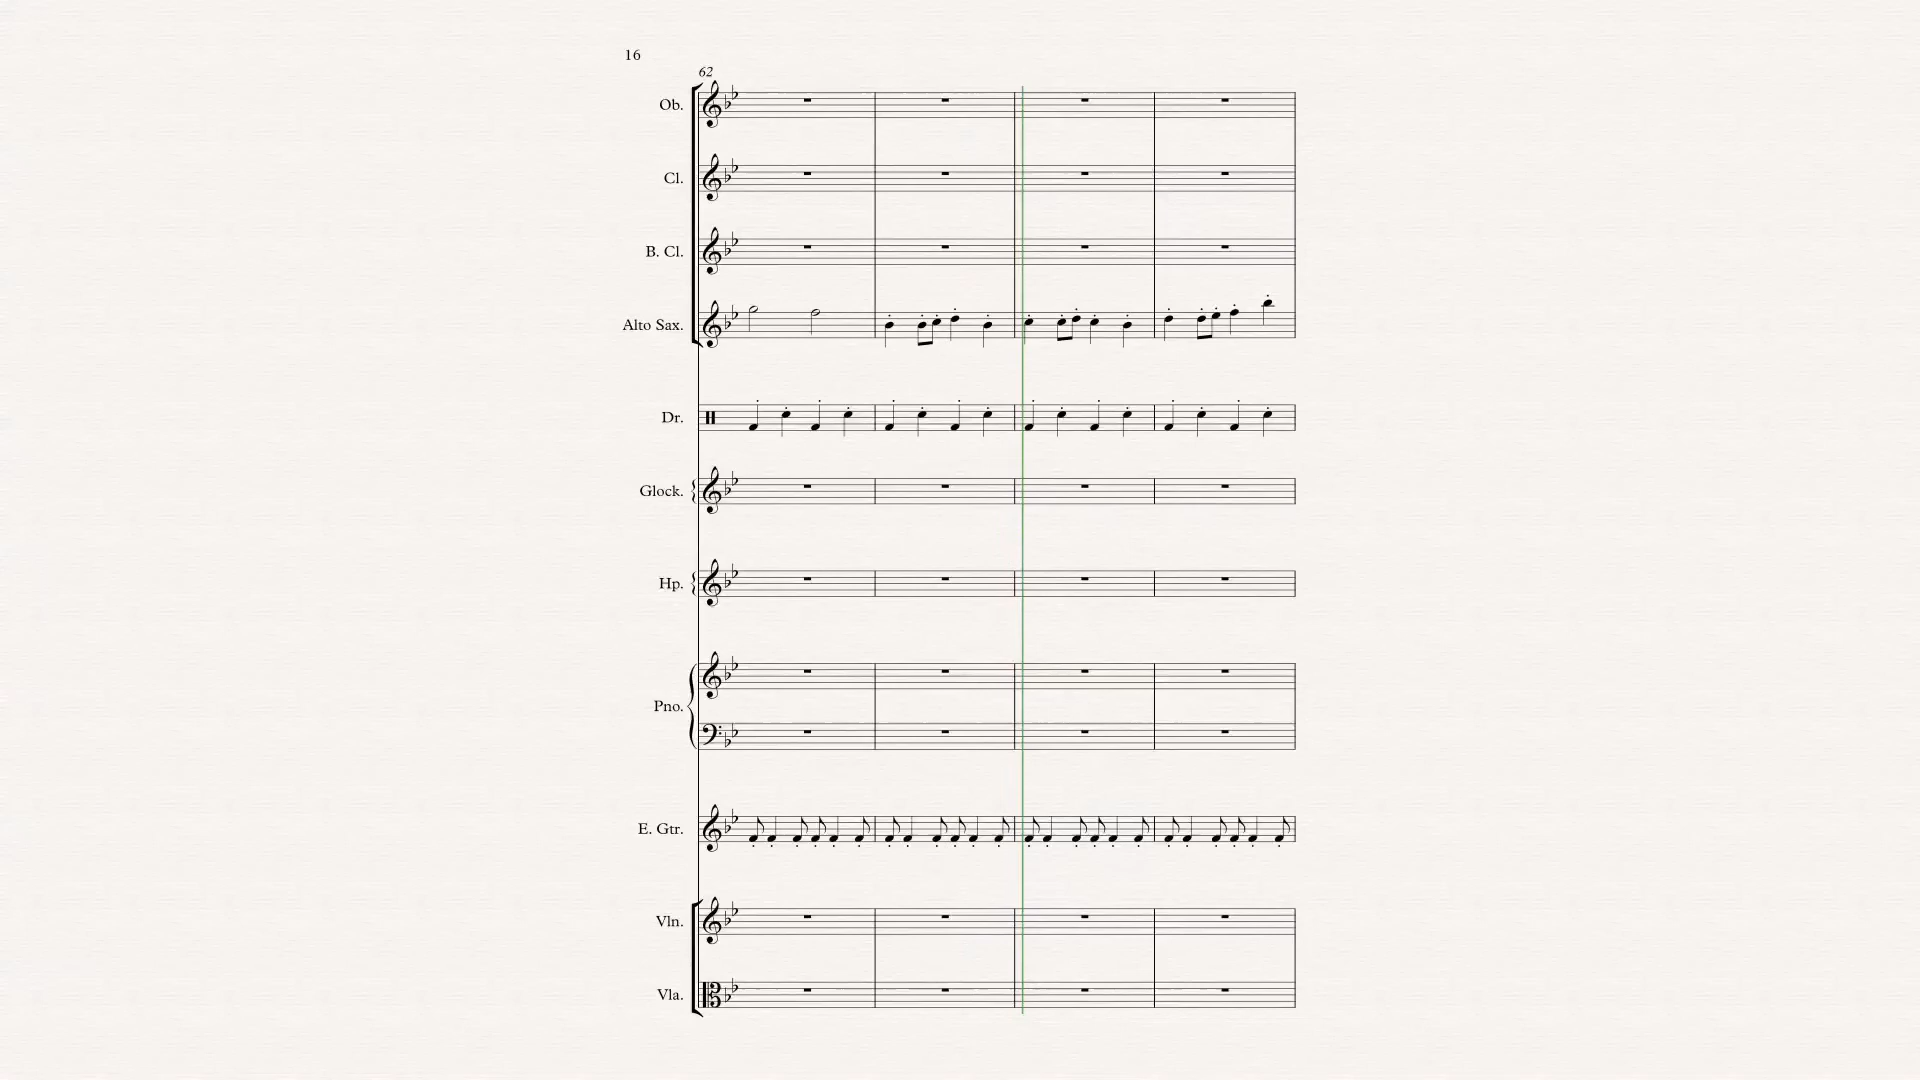 16
62
Ob.
Cl.
B. Cl.
Alto Sax.
Dr.
Glock.
Hp.
Pno.
E. Gtr.
Vln.
Vla.